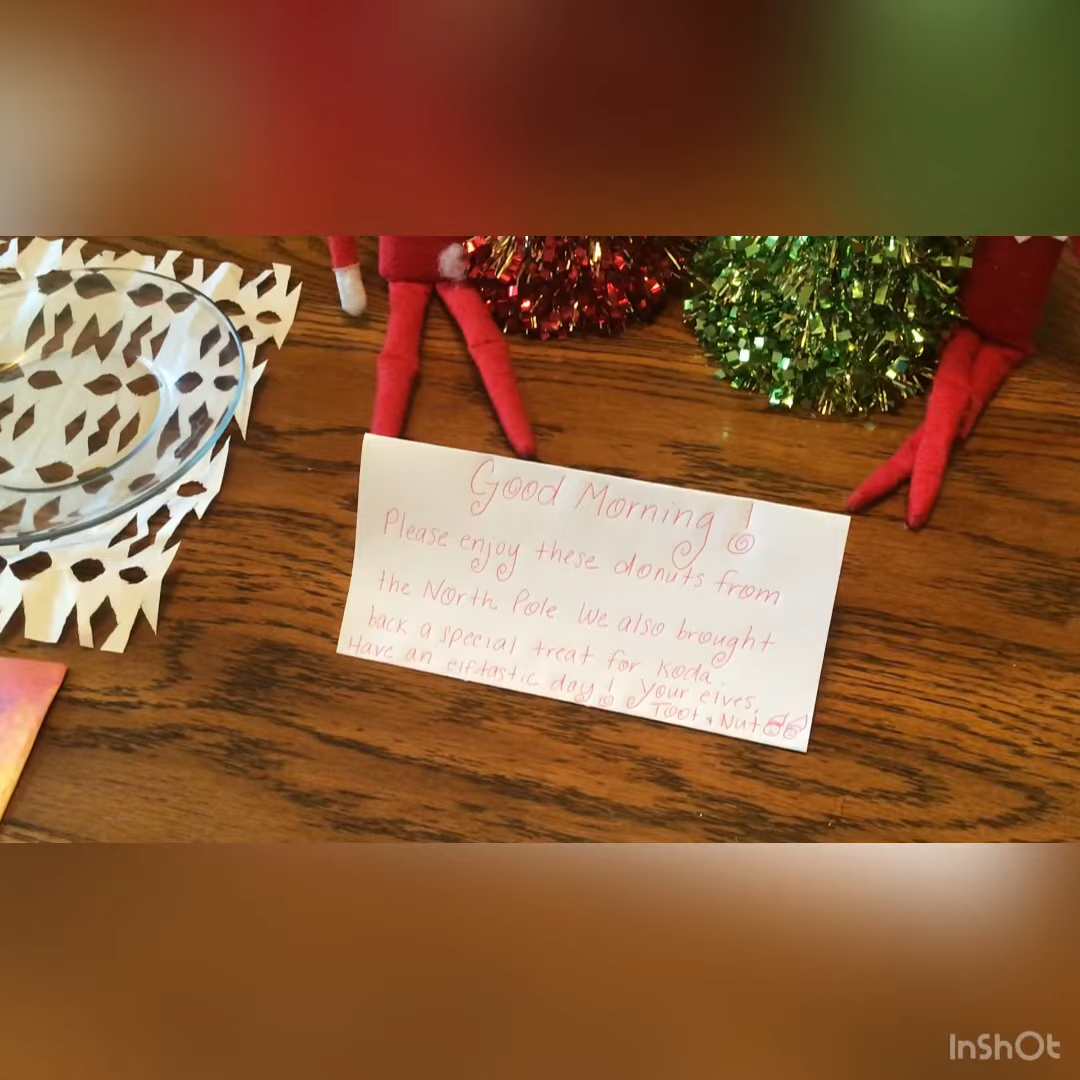 Good Morning!
Please enjoy these donuts from
the North Pole. We also brought
back a special treat for Koda.
Have an elftastic day! Your elves,
Toot & Nut
InShOt